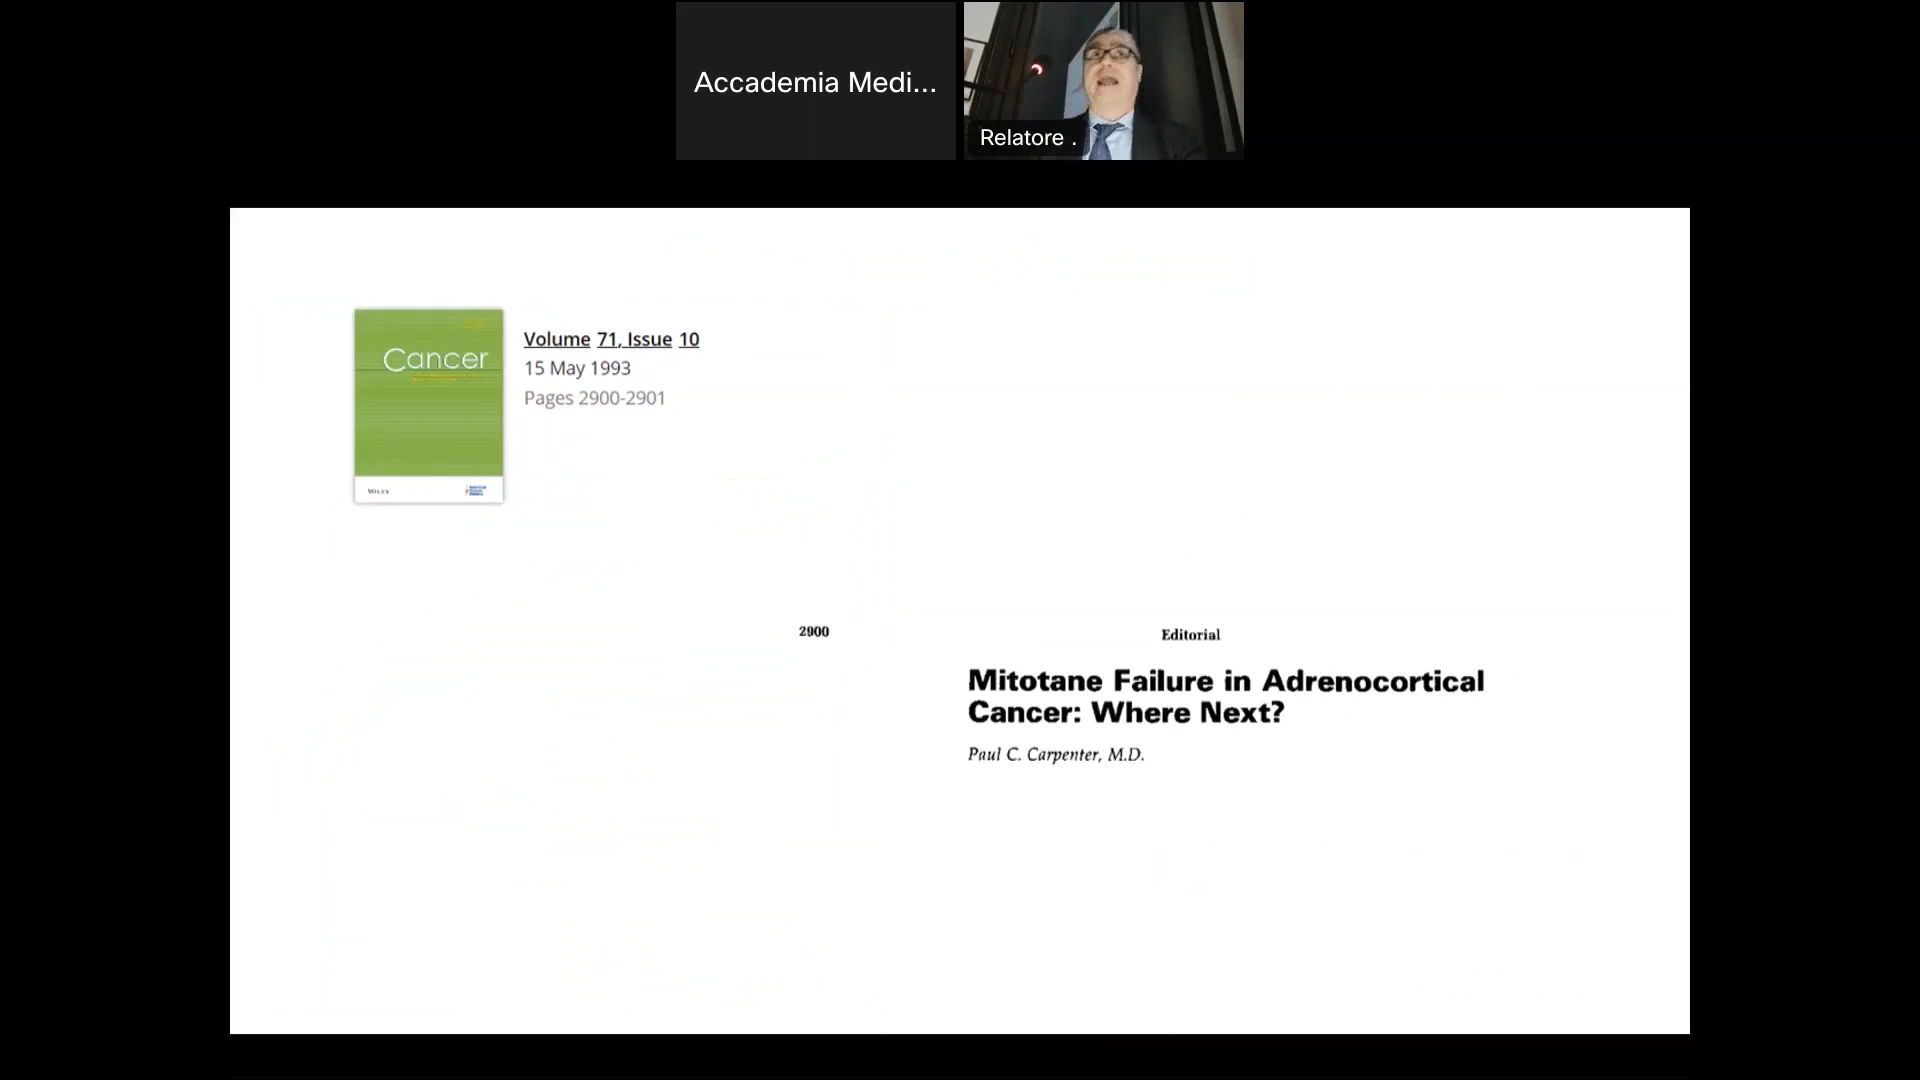 Accademia Medi...
Relatore .
Cancer
Volume 71, Issue 10
15 May 1993
Pages 2900-2901
WILEY
2900
Editorial
Mitotane Failure in Adrenocortical
Cancer: Where Next?
Paul C. Carpenter, M.D.